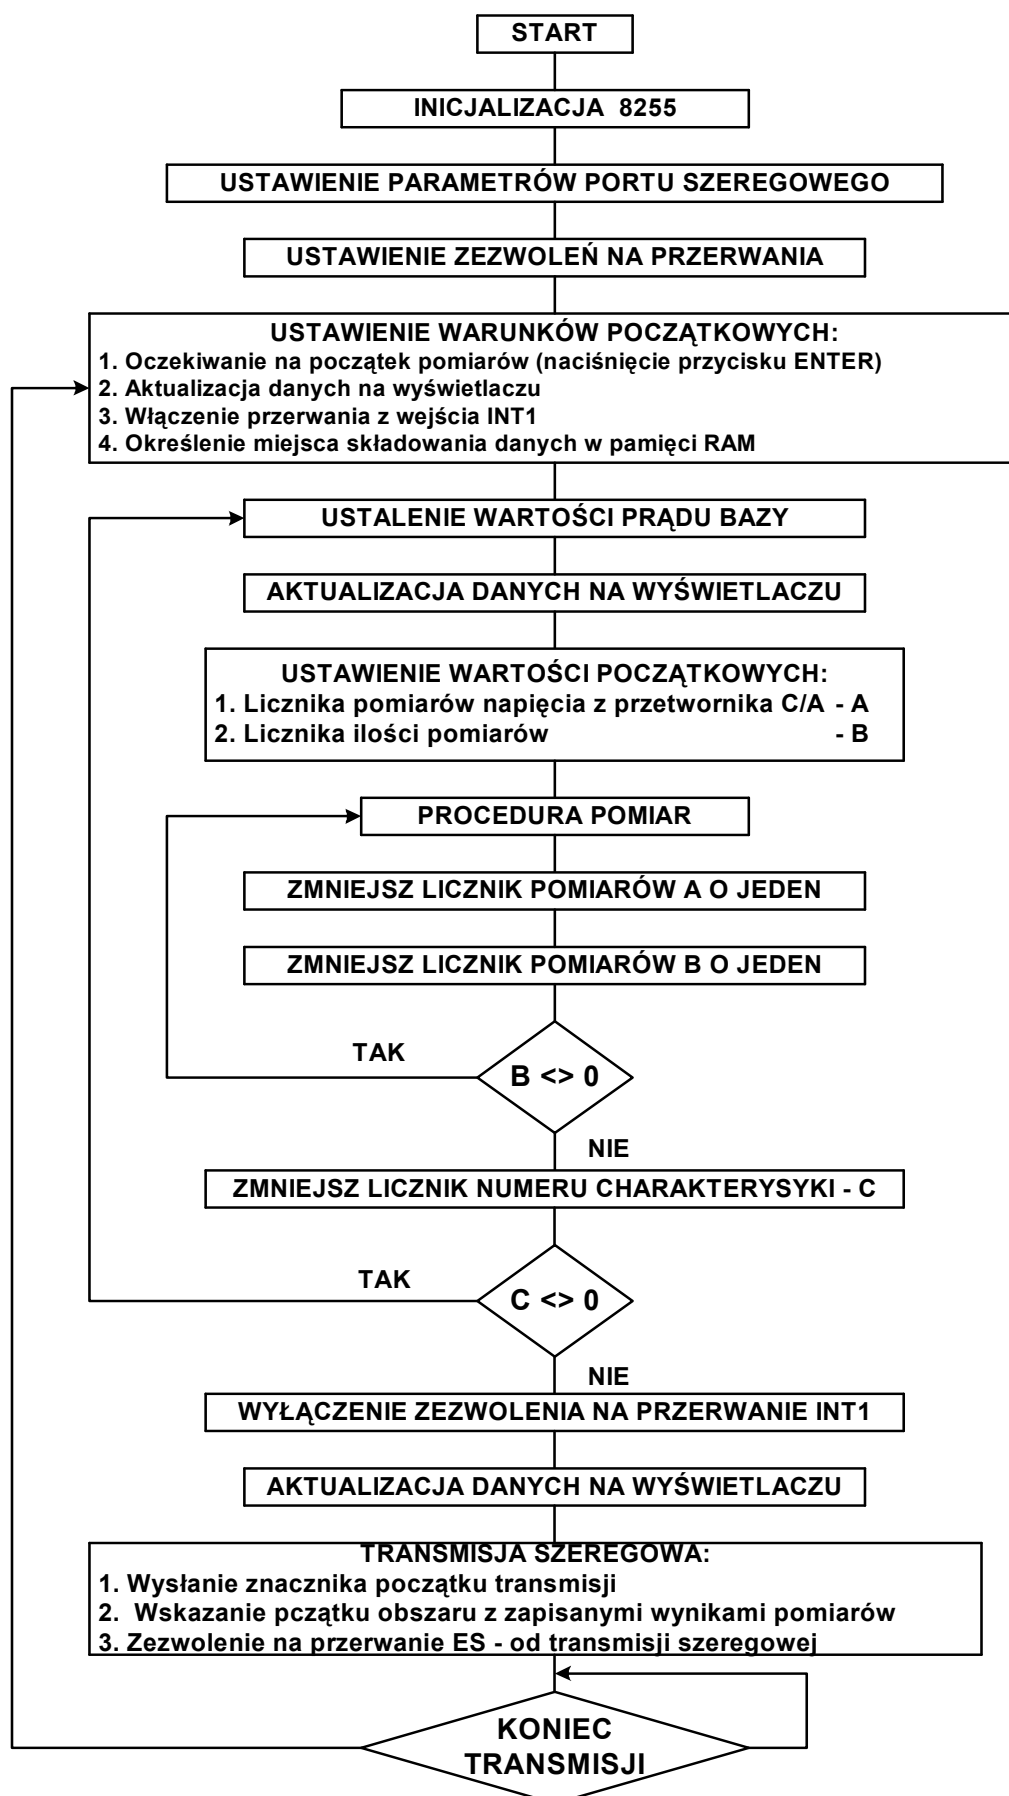 START
INICJALIZACJA 8255
USTAWIENIE PARAMETRÓW PORTU SZEREGOWEGO
USTAWIENIE ZEZWOLEŃ NA PRZERWANIA
USTAWIENIE WARUNKÓW POCZĄTKOWYCH:
1. Oczekiwanie na początek pomiarów (naciśnięcie przycisku ENTER)
2. Aktualizacja danych na wyświetlaczu
3. Włączenie przerwania z wejścia INT1
4. Określenie miejsca składowania danych w pamięci RAM
USTALENIE WARTOŚCI PRĄDU BAZY
AKTUALIZACJA DANYCH NA WYŚWIETLACZU
USTAWIENIE WARTOŚCI POCZĄTKOWYCH:
1. Licznika pomiarów napięcia z przetwornika C/A - A
2. Licznika ilości pomiarów - B
PROCEDURA POMIAR
ZMNIEJSZ LICZNIK POMIARÓW A O JEDEN
ZMNIEJSZ LICZNIK POMIARÓW B O JEDEN
TAK
B <> 0
NIE
ZMNIEJSZ LICZNIK NUMERU CHARAKTERYSYKI - C
TAK
C <> 0
NIE
WYŁĄCZENIE ZEZWOLENIA NA PRZERWANIE INT1
AKTUALIZACJA DANYCH NA WYŚWIETLACZU
TRANSMISJA SZEREGOWA:
1. Wysłanie znacznika początku transmisji
2. Wskazanie pczątku obszaru z zapisanymi wynikami pomiarów
3. Zezwolenie na przerwanie ES - od transmisji szeregowej
KONIEC
TRANSMISJI